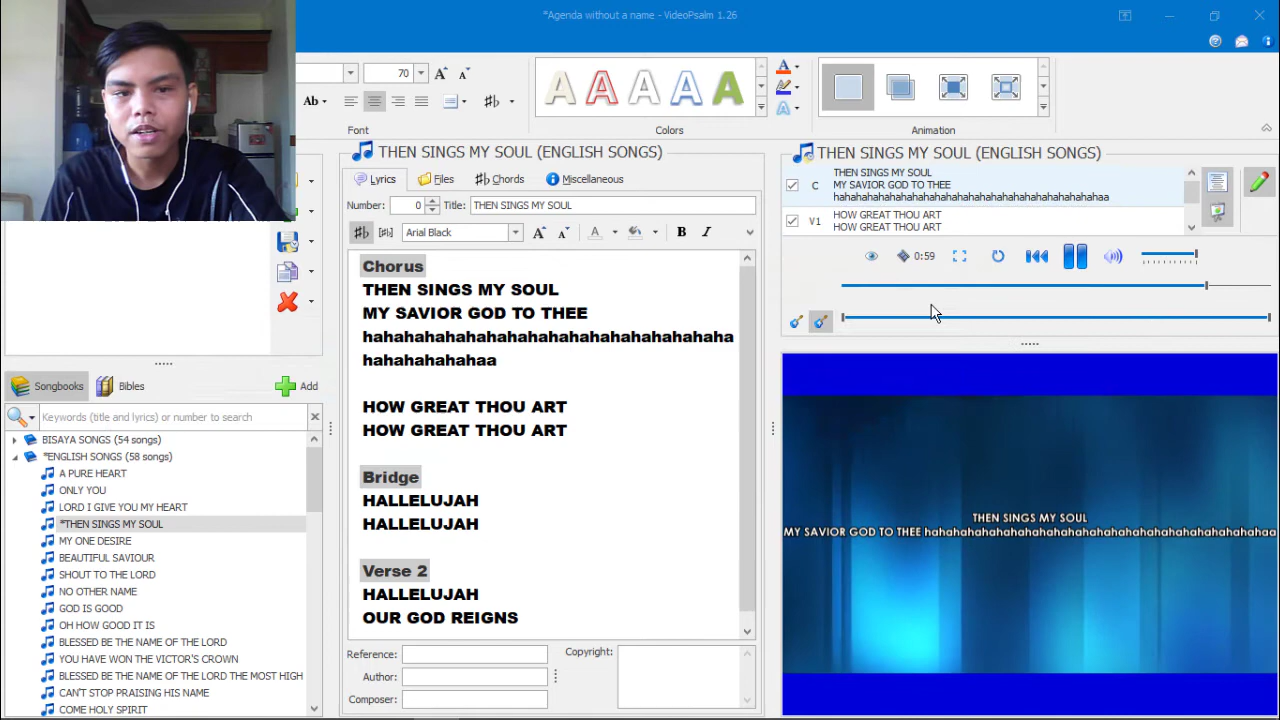 *Agenda without a name - VideoPsalm 1.26
70
Ab
Font
Colors
Animation
THEN SINGS MY SOUL (ENGLISH SONGS)
Lyrics
Files
Chords
Miscellaneous
Number:
0
Title:
THEN SINGS MY SOUL
Arial Black
B
I
Chorus
THEN SINGS MY SOUL
MY SAVIOR GOD TO THEE
hahahahahahahahahahahahahahahahahaha
hahahahahahaa
HOW GREAT THOU ART
HOW GREAT THOU ART
Bridge
HALLELUJAH
HALLELUJAH
Verse 2
HALLELUJAH
OUR GOD REIGNS
Reference:
Author:
Composer:
Copyright:
THEN SINGS MY SOUL (ENGLISH SONGS)
C
THEN SINGS MY SOUL
MY SAVIOR GOD TO THEE
hahahahahahahahahahahahahahahahahahahahahahahaa
V1
HOW GREAT THOU ART
HOW GREAT THOU ART
0:59
THEN SINGS MY SOUL
MY SAVIOR GOD TO THEE hahahahahahahahahahahahahahahahahahahahahahahaa
Songbooks
Bibles
Add
Keywords (title and lyrics) or number to search
BISAYA SONGS (54 songs)
*ENGLISH SONGS (58 songs)
A PURE HEART
ONLY YOU
LORD I GIVE YOU MY HEART
*THEN SINGS MY SOUL
MY ONE DESIRE
BEAUTIFUL SAVIOUR
SHOUT TO THE LORD
NO OTHER NAME
GOD IS GOOD
OH HOW GOOD IT IS
BLESSED BE THE NAME OF THE LORD
YOU HAVE WON THE VICTOR'S CROWN
BLESSED BE THE NAME OF THE LORD THE MOST HIGH
CAN'T STOP PRAISING HIS NAME
COME HOLY SPIRIT